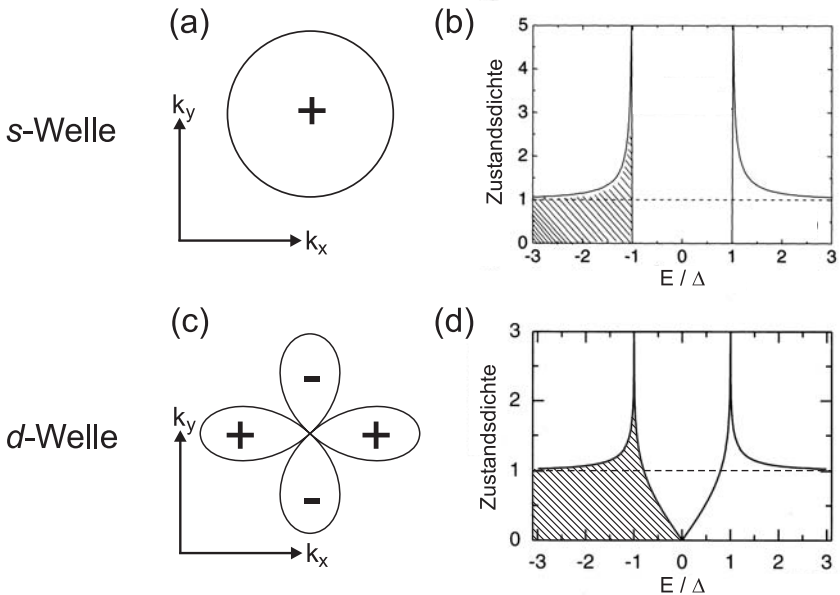 (a)
s-Welle
k_y
+
k_x
(b)
Zustandsdichte
5
4
3
2
1
0
-3 -2 -1 0 1 2 3
E / Δ
(c)
d-Welle
k_y
-
+ +
-
k_x
(d)
Zustandsdichte
3
2
1
0
-3 -2 -1 0 1 2 3
E / Δ